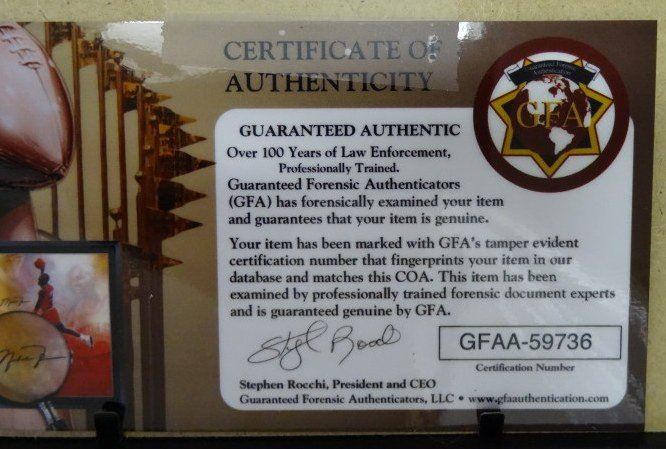 CERTIFICATE OF
AUTHENTICITY
Guaranteed Forensic
Authentication
GFA
GUARANTEED AUTHENTIC
Over 100 Years of Law Enforcement,
Professionally Trained.
Guaranteed Forensic Authenticators
(GFA) has forensically examined your item
and guarantees that your item is genuine.
Your item has been marked with GFA's tamper evident
certification number that fingerprints your item in our
database and matches this COA. This item has been
examined by professionally trained forensic document experts
and is guaranteed genuine by GFA.
GFAA-59736
Certification Number
Stephen Rocchi, President and CEO
Guaranteed Forensic Authenticators, LLC • www.gfaauthentication.com